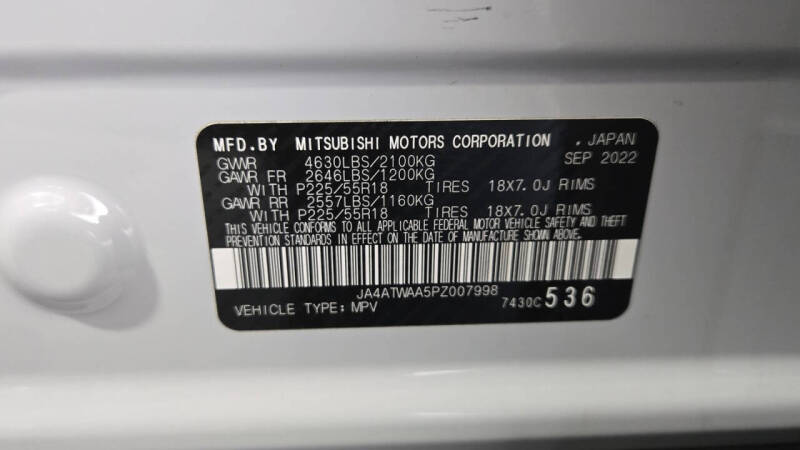 MFD.BY MITSUBISHI MOTORS CORPORATION . JAPAN
GVWR 4630LBS/2100KG SEP 2022
GAWR FR 2646LBS/1200KG
WITH P225/55R18 TIRES 18X7.0J RIMS
GAWR RR 2557LBS/1160KG
WITH P225/55R18 TIRES 18X7.0J RIMS
THIS VEHICLE CONFORMS TO ALL APPLICABLE FEDERAL MOTOR VEHICLE SAFETY AND THEFT
PREVENTION STANDARDS IN EFFECT ON THE DATE OF MANUFACTURE SHOWN ABOVE.
JA4ATWAA5PZ007998
VEHICLE TYPE: MPV 7430C 536